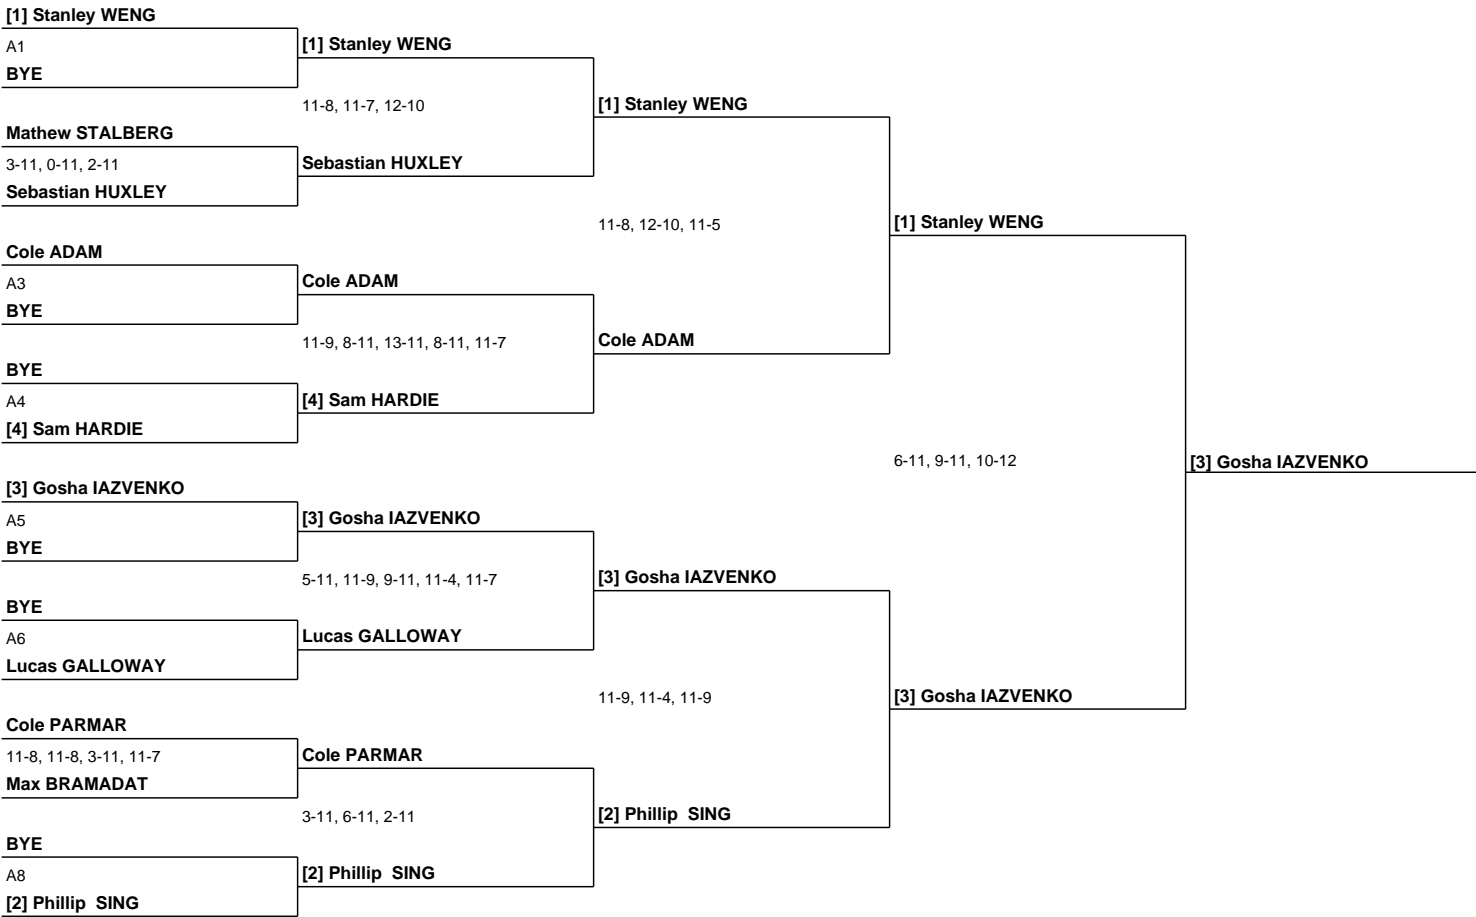 [1] Stanley WENG
A1
BYE
Mathew STALBERG
3-11, 0-11, 2-11
Sebastian HUXLEY
Cole ADAM
A3
BYE
BYE
A4
[4] Sam HARDIE
[3] Gosha IAZVENKO
A5
BYE
BYE
A6
Lucas GALLOWAY
Cole PARMAR
11-8, 11-8, 3-11, 11-7
Max BRAMADAT
BYE
A8
[2] Phillip  SING
[1] Stanley WENG
11-8, 11-7, 12-10
Sebastian HUXLEY
Cole ADAM
11-9, 8-11, 13-11, 8-11, 11-7
[4] Sam HARDIE
[3] Gosha IAZVENKO
5-11, 11-9, 9-11, 11-4, 11-7
Lucas GALLOWAY
Cole PARMAR
3-11, 6-11, 2-11
[2] Phillip  SING
[1] Stanley WENG
11-8, 12-10, 11-5
Cole ADAM
[3] Gosha IAZVENKO
11-9, 11-4, 11-9
[2] Phillip  SING
[1] Stanley WENG
6-11, 9-11, 10-12
[3] Gosha IAZVENKO
[3] Gosha IAZVENKO